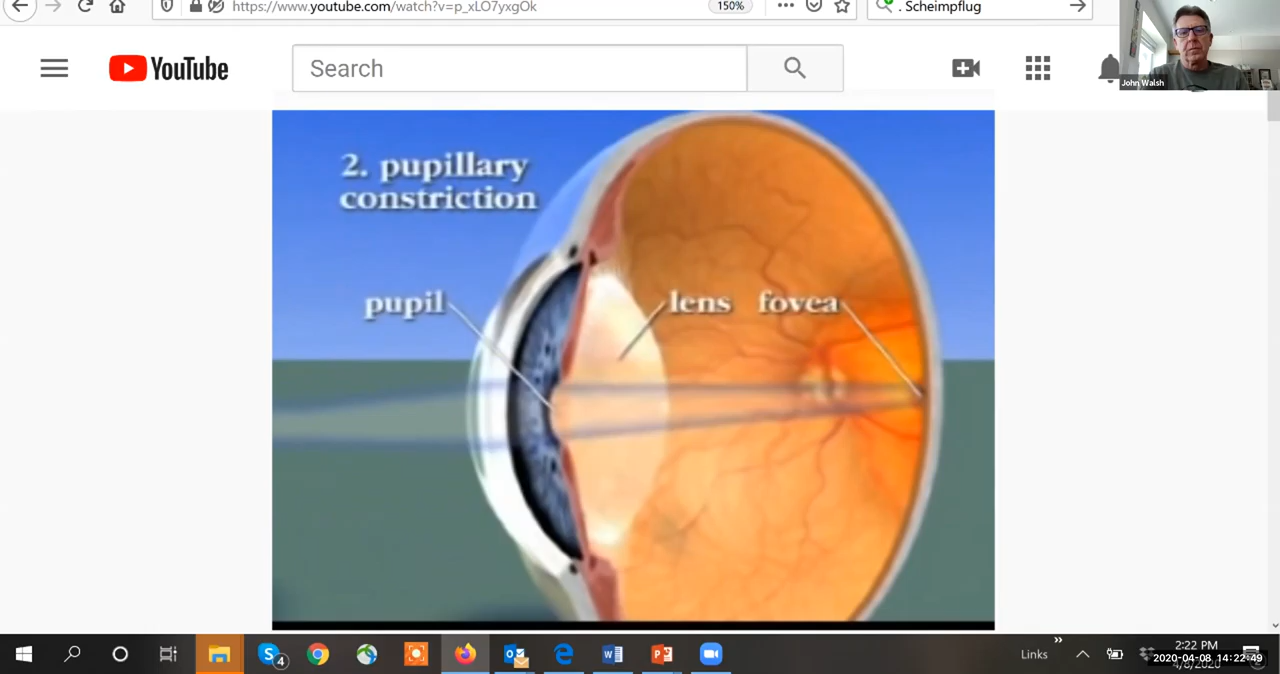 https://www.youtube.com/watch?v=p_xLO7yxgOk
150%
. Scheimpflug
YouTube
Search
John Walsh
2. pupillary
constriction
pupil
lens
fovea
4
Links
2:22 PM
2020-04-08 14:22:49